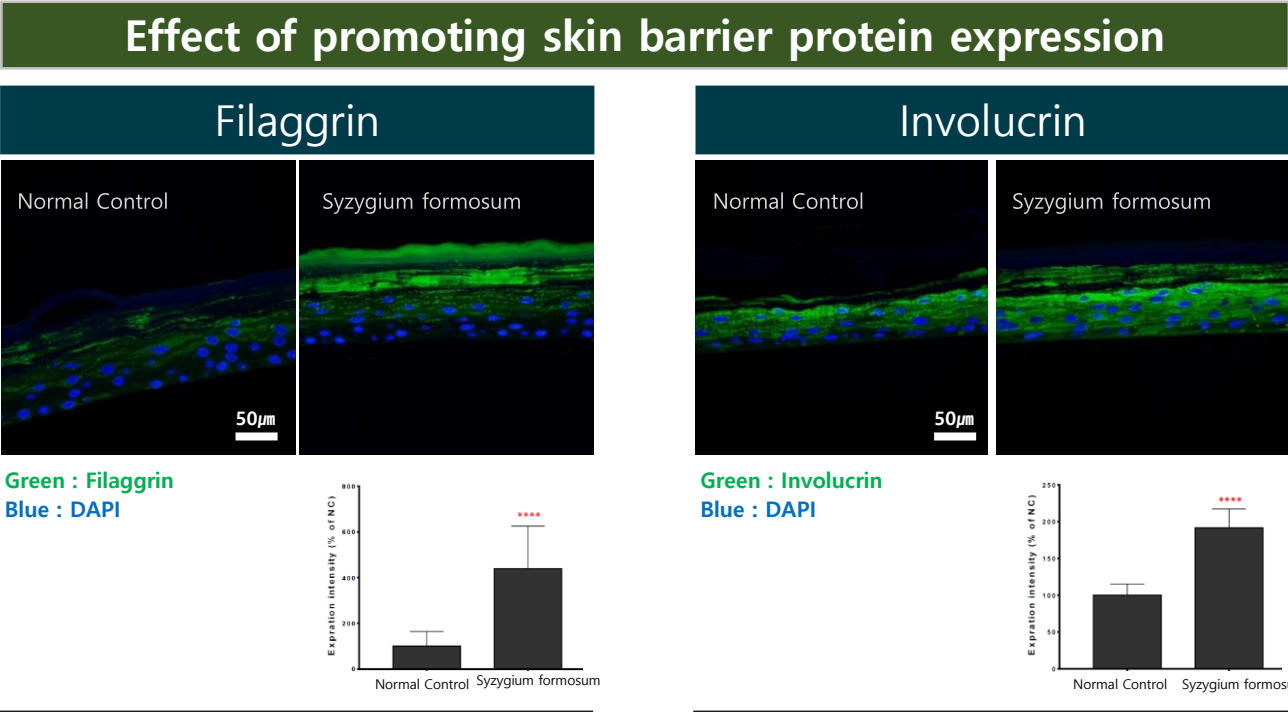 Effect of promoting skin barrier protein expression
Filaggrin
Normal Control
Syzygium formosum
50㎛
Green : Filaggrin
Blue : DAPI
Expration intensity (% of NC)
800
600
400
200
0
****
Normal Control
Syzygium formosum
Involucrin
Normal Control
Syzygium formosum
50㎛
Green : Involucrin
Blue : DAPI
Expration intensity (% of NC)
250
200
150
100
50
0
****
Normal Control
Syzygium formosu